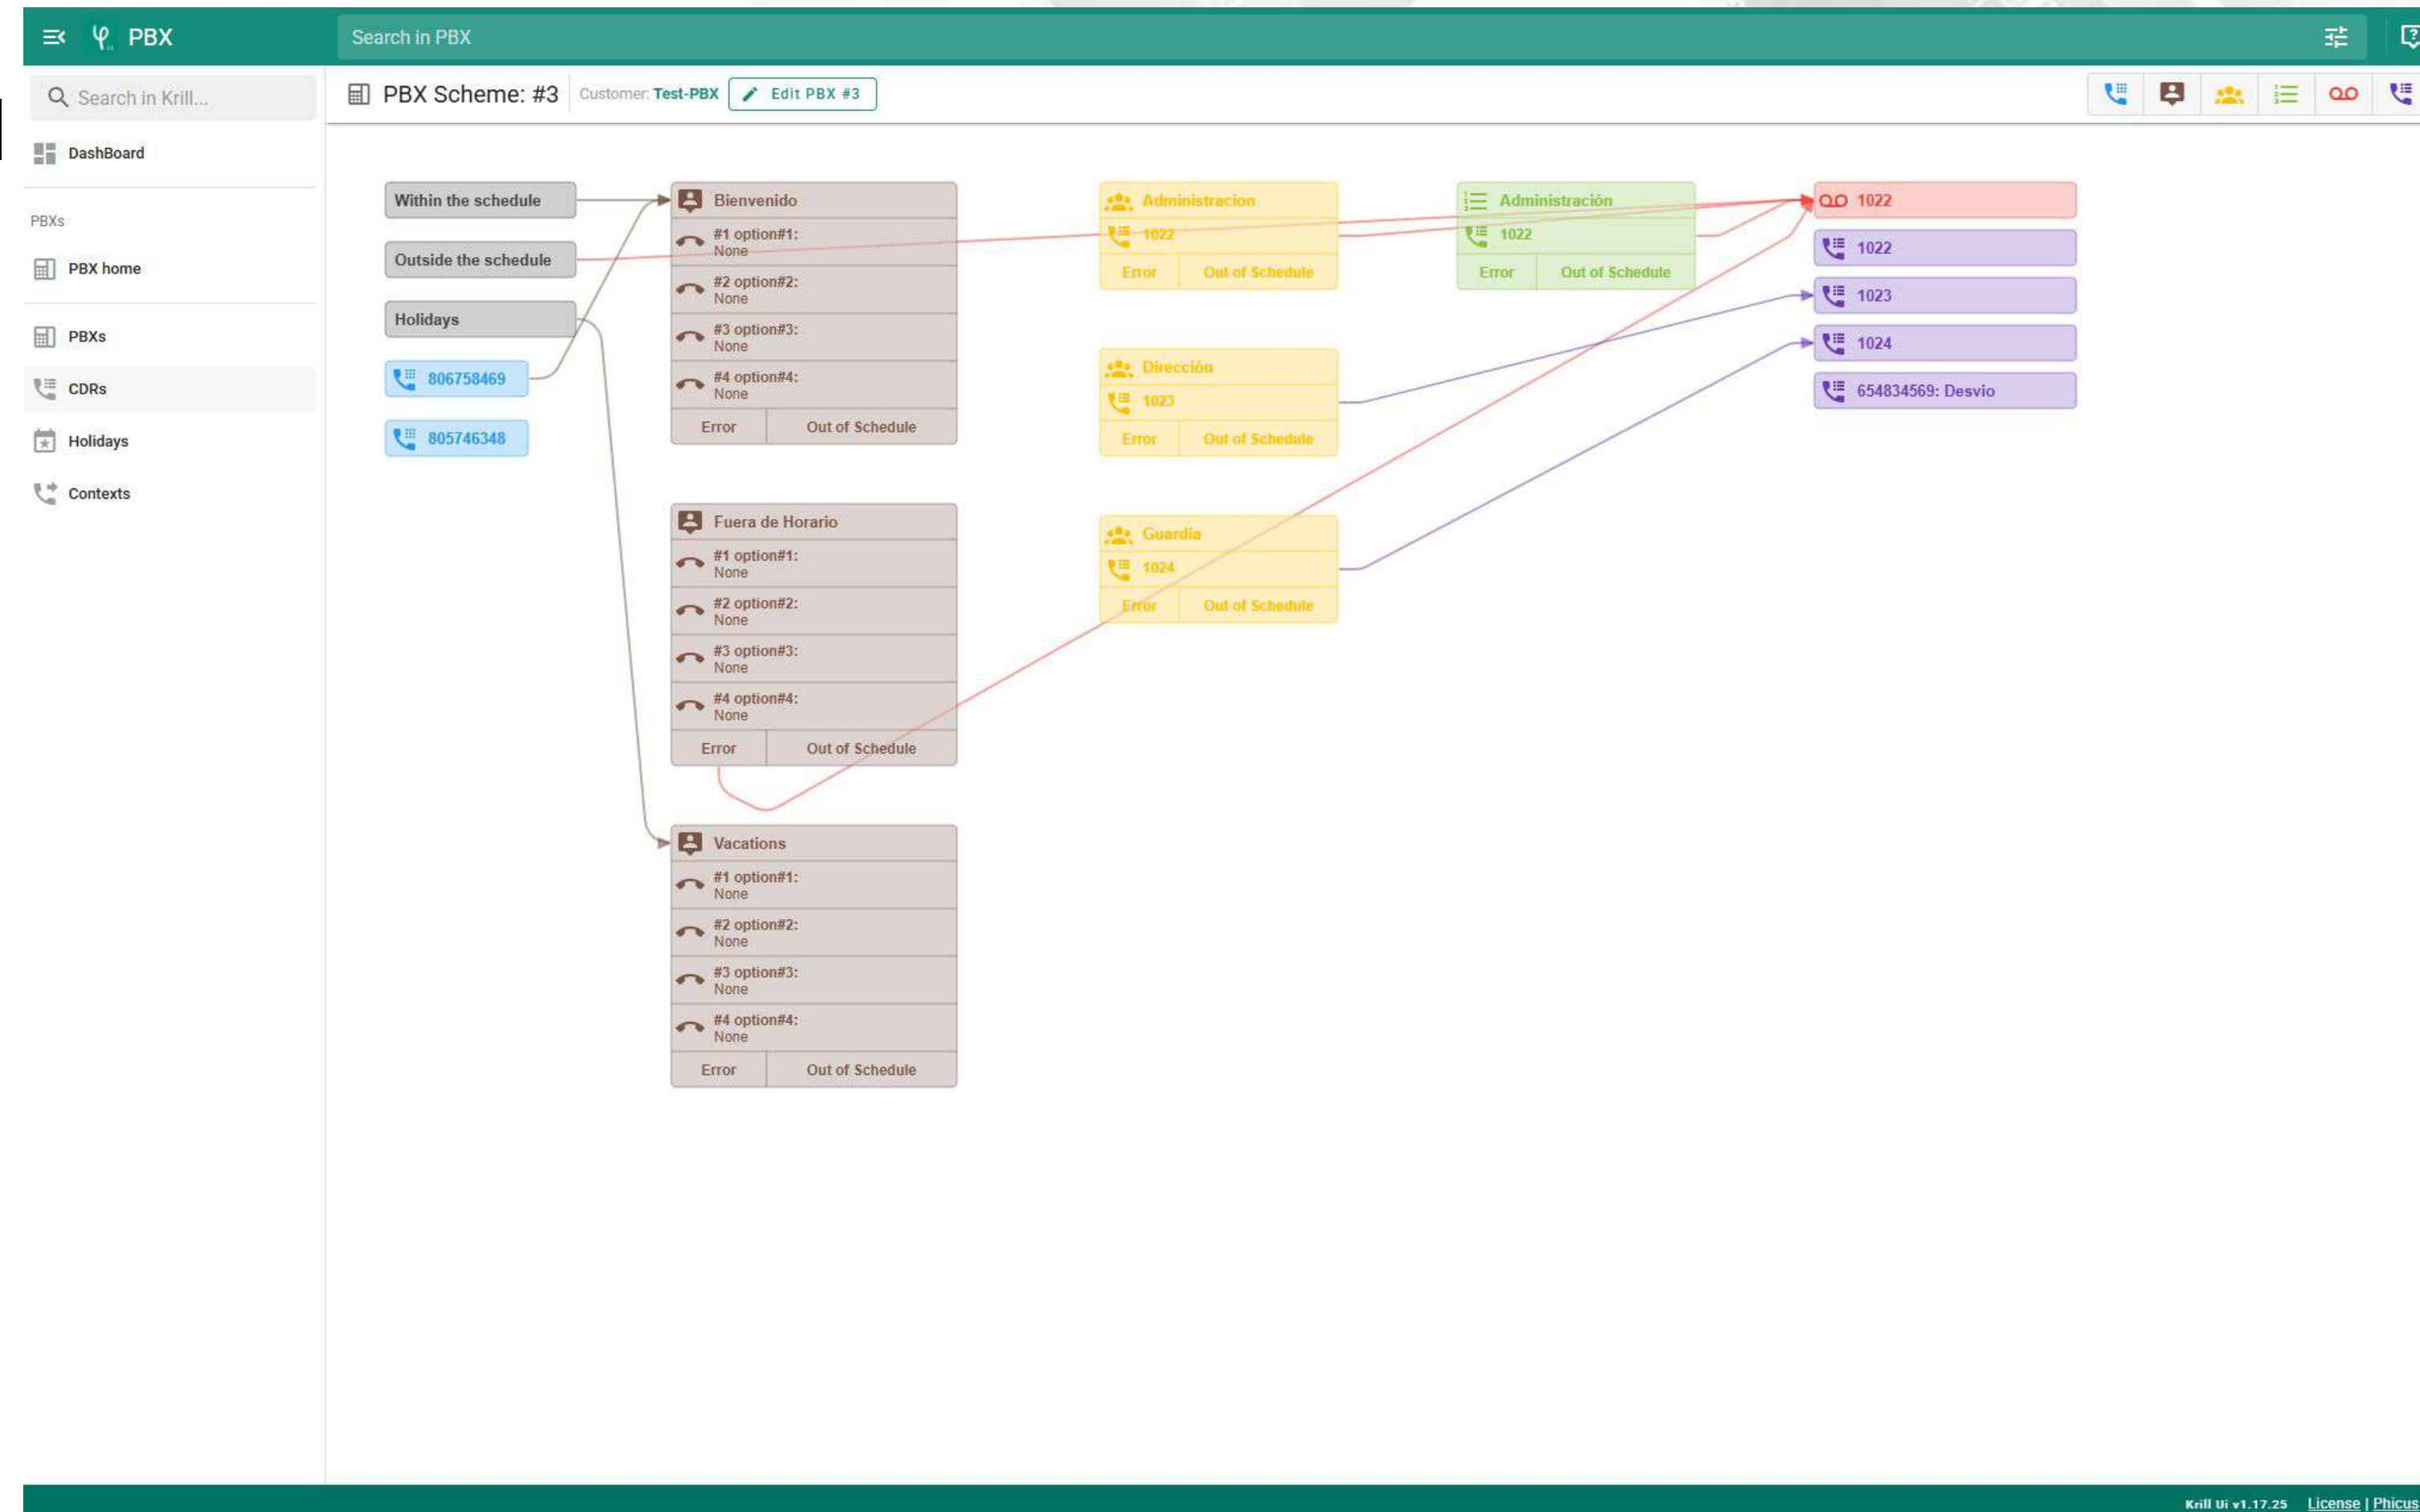 PBX
Search in PBX
Search in Krill...
DashBoard
PBXs
PBX home
PBXs
CDRs
Holidays
Contexts
PBX Scheme: #3
Customer: Test-PBX
Edit PBX #3
Within the schedule
Outside the schedule
Holidays
806758469
805746348
Bienvenido
#1 option#1:
None
#2 option#2:
None
#3 option#3:
None
#4 option#4:
None
Error
Out of Schedule
Fuera de Horario
#1 option#1:
None
#2 option#2:
None
#3 option#3:
None
#4 option#4:
None
Error
Out of Schedule
Vacations
#1 option#1:
None
#2 option#2:
None
#3 option#3:
None
#4 option#4:
None
Error
Out of Schedule
Administracion
1022
Error
Out of Schedule
Dirección
1023
Error
Out of Schedule
Guardia
1024
Error
Out of Schedule
Administración
1022
Error
Out of Schedule
1022
1022
1023
1024
654834569: Desvio
Krill Ui v1.17.25 License | Phicus